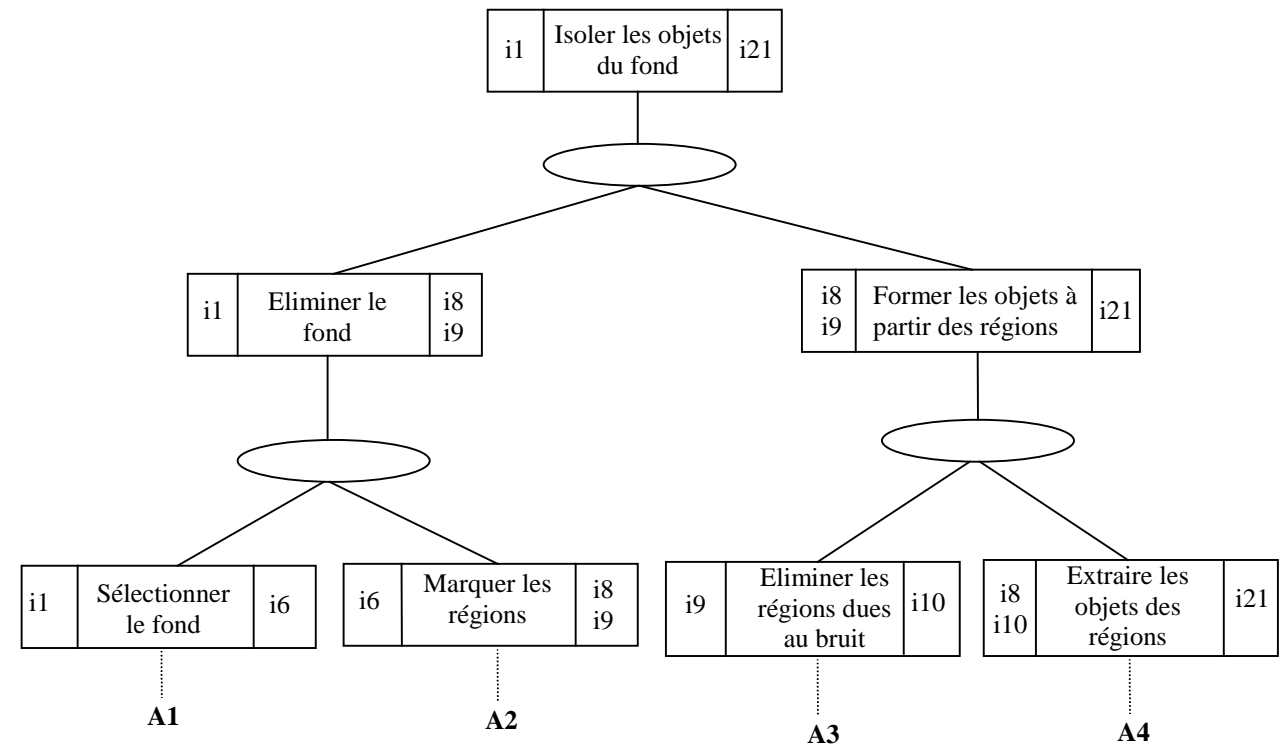 i1
Isoler les objets
du fond
i21
i1
Eliminer le
fond
i8
i9
i8
i9
Former les objets à
partir des régions
i21
i1
Sélectionner
le fond
i6
i6
Marquer les
régions
i8
i9
i9
Eliminer les
régions dues
au bruit
i10
i8
i10
Extraire les
objets des
régions
i21
A1
A2
A3
A4